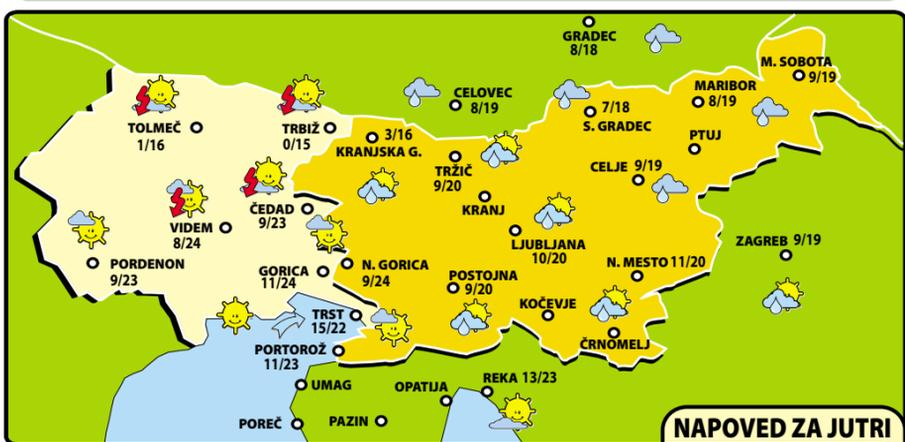 GRADEC
8/18
M. SOBOTA
9/19
CELOVEC
8/19
MARIBOR
8/19
7/18
S. GRADEC
TOLMEČ
1/16
TRBIŽ
0/15
3/16
KRANJSKA G.
PTUJ
TRŽIČ
9/20
CELJE 9/19
KRANJ
ČEDAD
9/23
VIDEM
8/24
LJUBLJANA
10/20
ZAGREB 9/19
PORDENON
9/23
GORICA
11/24
N. GORICA
9/24
POSTOJNA
9/20
N. MESTO 11/20
KOČEVJE
TRST
15/22
ČRNOMELJ
PORTOROŽ
11/23
UMAG
OPATIJA
REKA 13/23
POREČ
PAZIN
NAPOVED ZA JUTRI